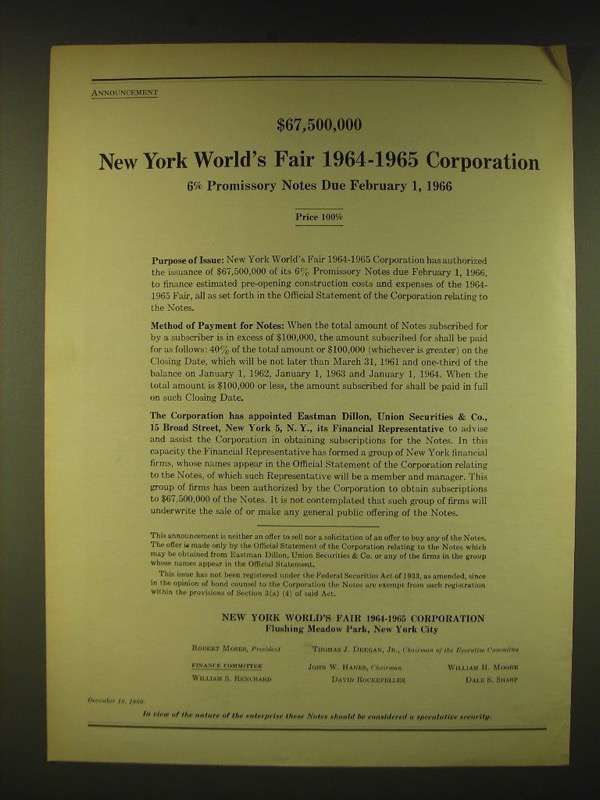 ANNOUNCEMENT
$67,500,000
New York World's Fair 1964-1965 Corporation
6% Promissory Notes Due February 1, 1966
Price 100%
Purpose of Issue: New York World's Fair 1964-1965 Corporation has authorized
the issuance of $67,500,000 of its 6% Promissory Notes due February 1, 1966,
to finance estimated pre-opening construction costs and expenses of the 1964-
1965 Fair, all as set forth in the Official Statement of the Corporation relating to
the Notes.
Method of Payment for Notes: When the total amount of Notes subscribed for
by a subscriber is in excess of $100,000, the amount subscribed for shall be paid
for as follows: 40% of the total amount or $100,000 (whichever is greater) on the
Closing Date, which will be not later than March 31, 1961 and one-third of the
balance on January 1, 1962, January 1, 1963 and January 1, 1964. When the
total amount is $100,000 or less, the amount subscribed for shall be paid in full
on such Closing Date.
The Corporation has appointed Eastman Dillon, Union Securities & Co.,
15 Broad Street, New York 5, N. Y., its Financial Representative to advise
and assist the Corporation in obtaining subscriptions for the Notes. In this
capacity the Financial Representative has formed a group of New York financial
firms, whose names appear in the Official Statement of the Corporation relating
to the Notes, of which such Representative will be a member and manager. This
group of firms has been authorized by the Corporation to obtain subscriptions
to $67,500,000 of the Notes. It is not contemplated that such group of firms will
underwrite the sale of or make any general public offering of the Notes.
This announcement is neither an offer to sell nor a solicitation of an offer to buy any of the Notes.
The offer is made only by the Official Statement of the Corporation relating to the Notes which
may be obtained from Eastman Dillon, Union Securities & Co. or any of the firms in the group
whose names appear in the Official Statement.
This issue has not been registered under the Federal Securities Act of 1933, as amended, since
in the opinion of bond counsel to the Corporation the Notes are exempt from such registration
within the provisions of Section 3(a) (4) of said Act.
NEW YORK WORLD'S FAIR 1964-1965 CORPORATION
Flushing Meadow Park, New York City
ROBERT MOSES, President THOMAS J. DEEGAN, JR., Chairman of the Executive Committee
FINANCE COMMITTEE JOHN W. HANES, Chairman WILLIAM H. MOORE
WILLIAM S. RENCHARD DAVID ROCKEFELLER DALE S. SHARP
December 1960
In view of the nature of the enterprise these Notes should be considered a speculative security.